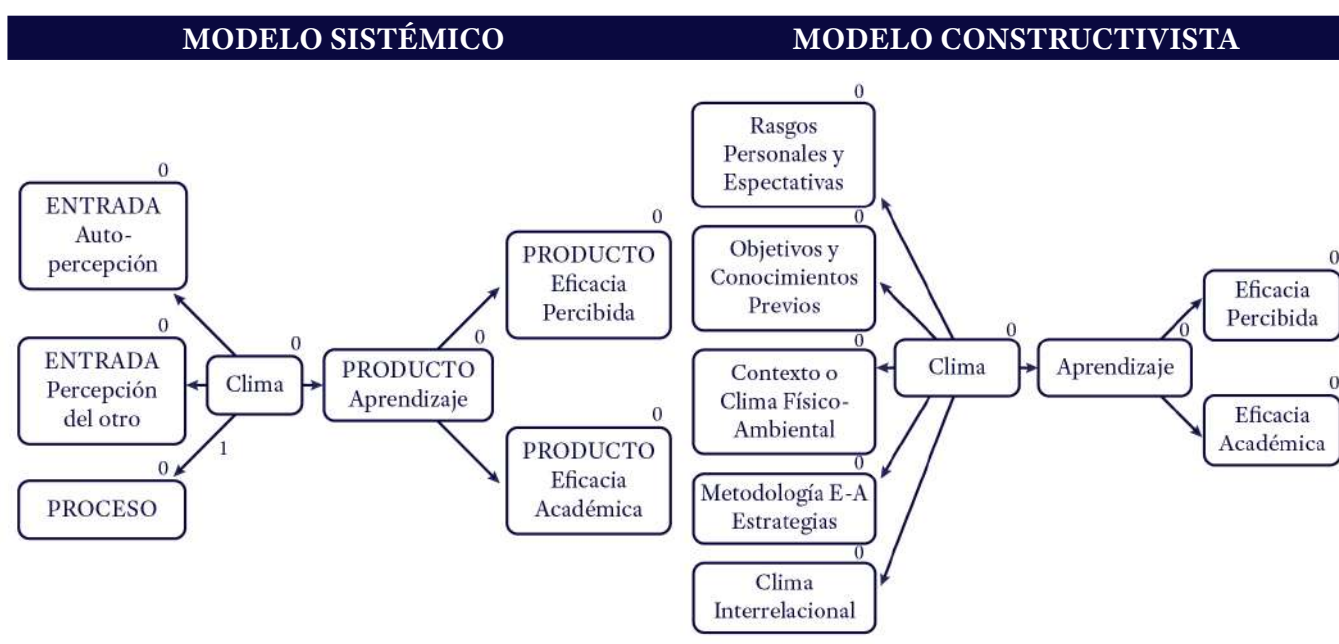 MODELO SISTÉMICO
0
ENTRADA
Auto-
percepción
0
ENTRADA
Percepción
del otro
0
PROCESO
0
Clima
1
0
PRODUCTO
Aprendizaje
0
PRODUCTO
Eficacia
Percibida
0
PRODUCTO
Eficacia
Académica
MODELO CONSTRUCTIVISTA
0
Rasgos
Personales y
Espectativas
0
Objetivos y
Conocimientos
Previos
0
Contexto o
Clima Físico-
Ambiental
0
Metodología E-A
Estrategias
0
Clima
Interrelacional
0
Clima
0
Aprendizaje
0
Eficacia
Percibida
0
Eficacia
Académica